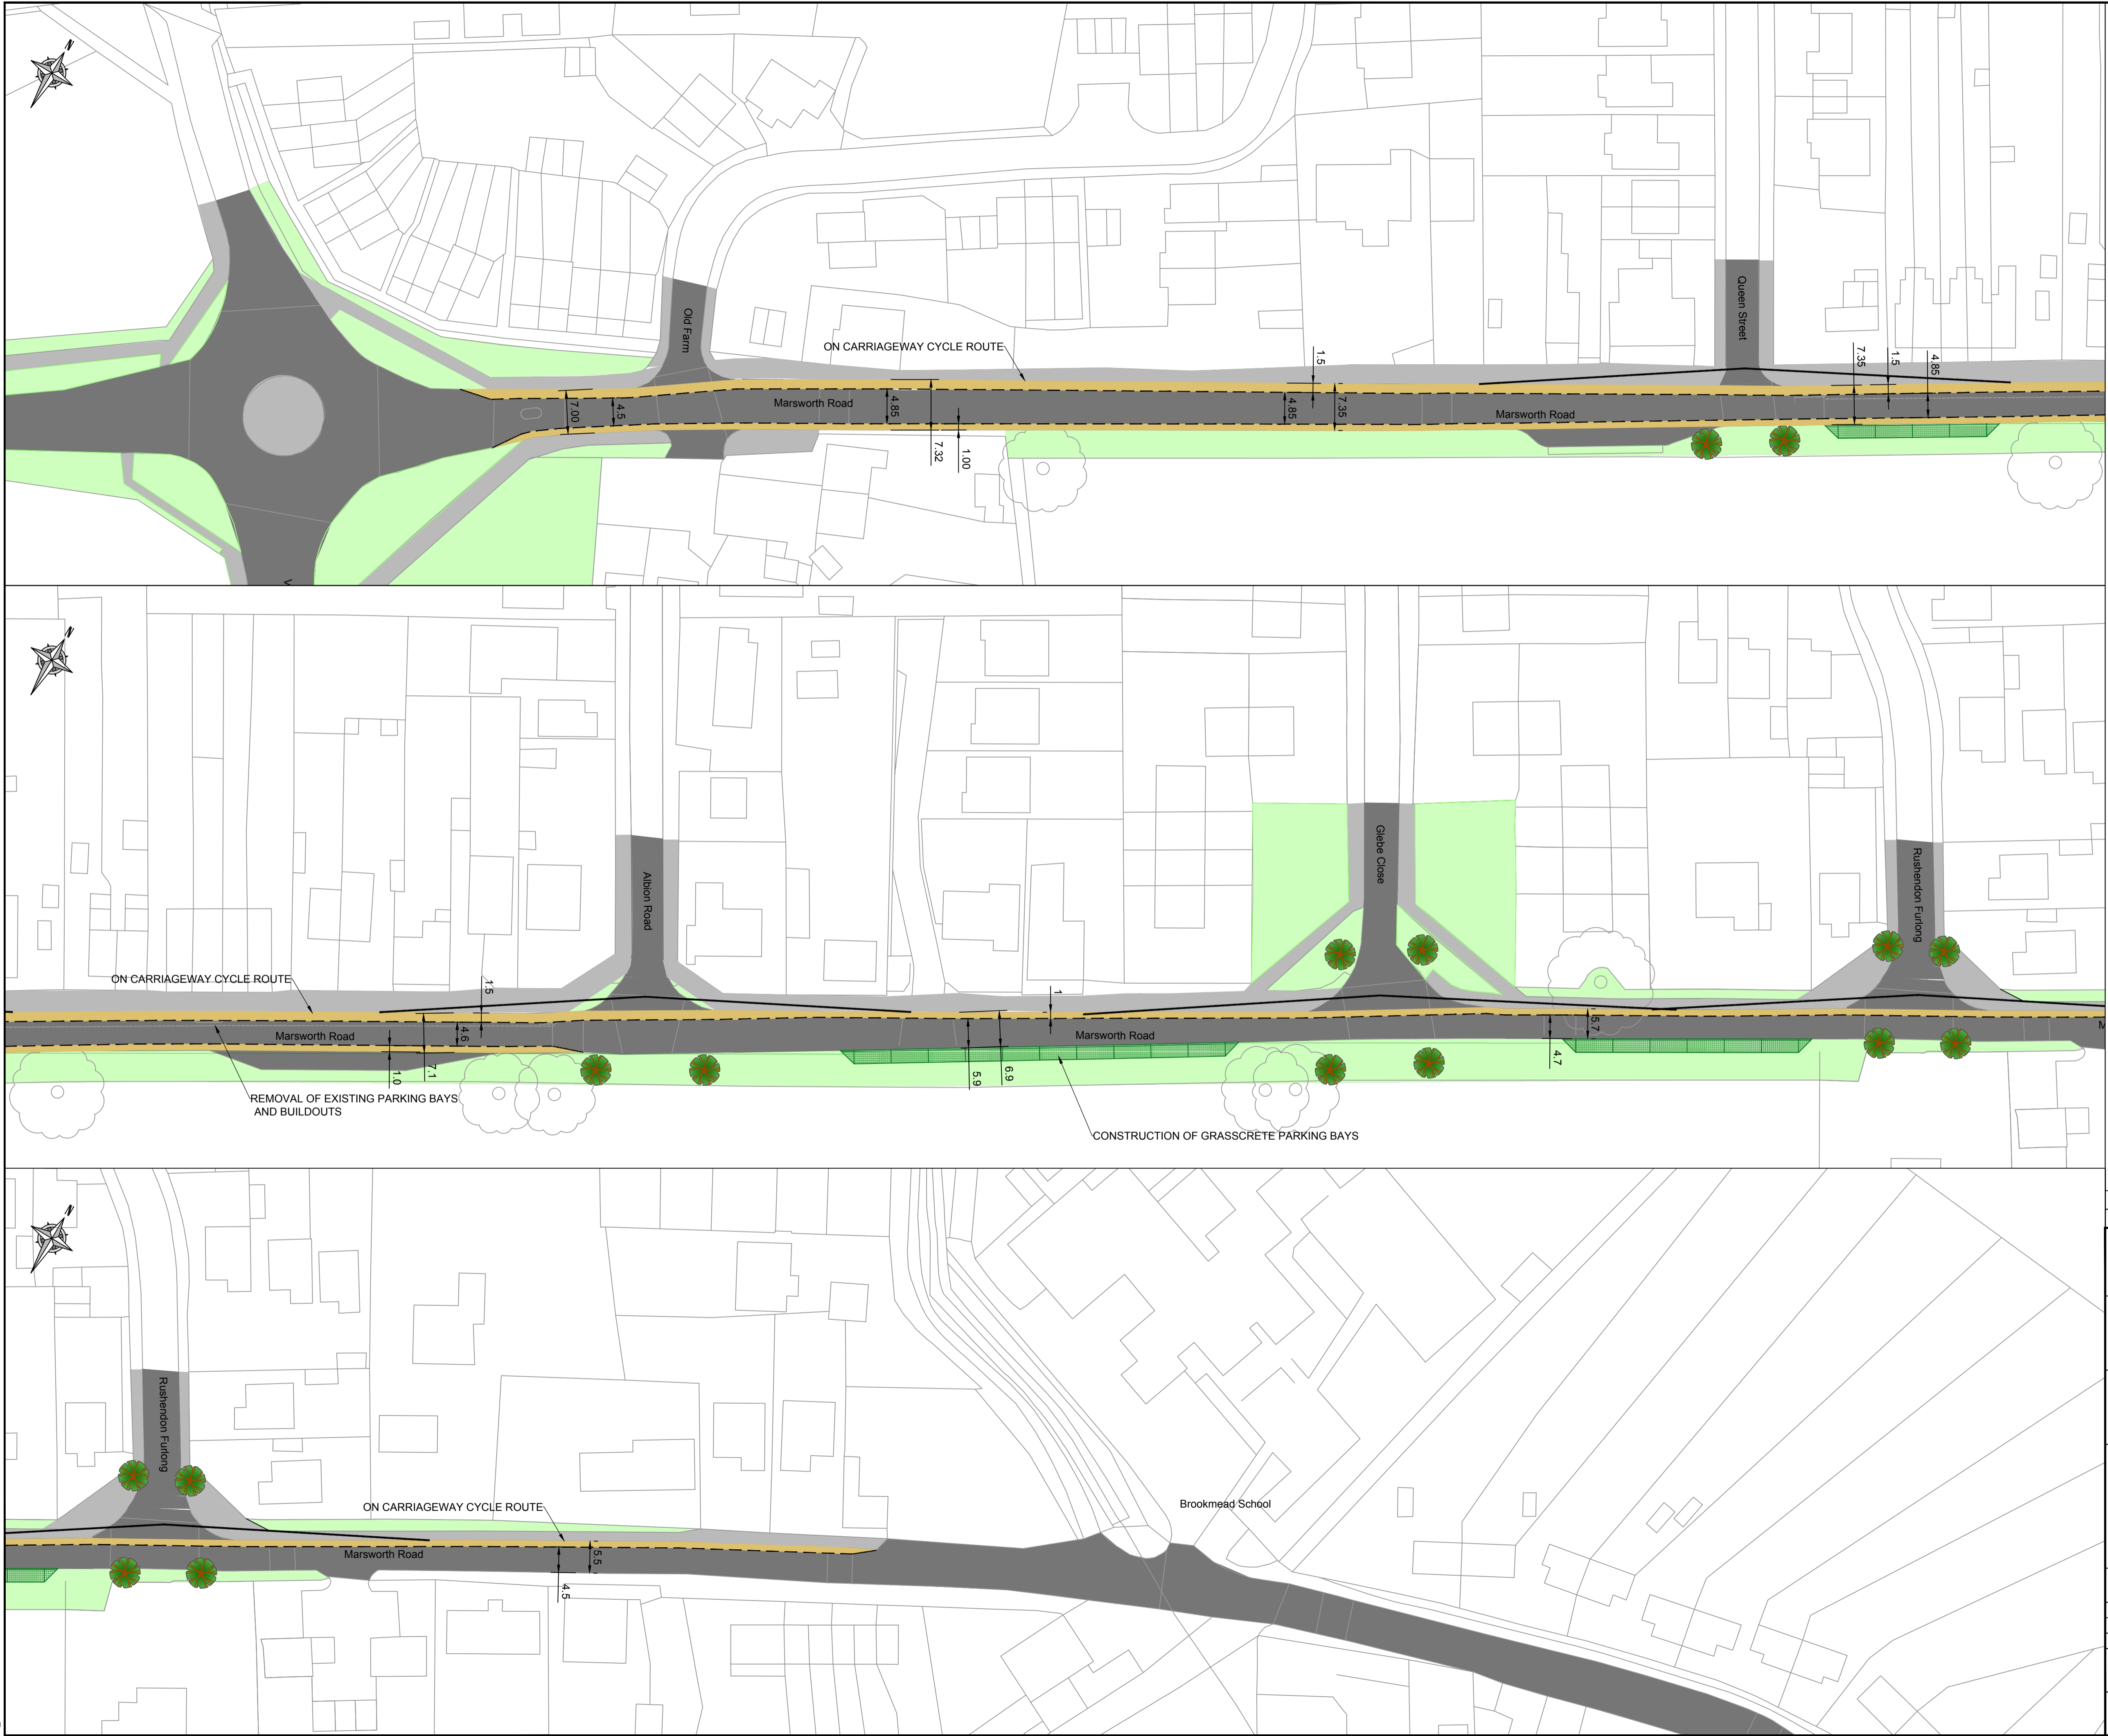 N
Old Farm
ON CARRIAGEWAY CYCLE ROUTE
Queen Street
1.5
7.35
1.5
4.85
7.00
4.5
Marsworth Road
4.85
7.32
1.00
4.85
7.35
Marsworth Road
N
Albion Road
Glebe Close
Rushendon Furlong
ON CARRIAGEWAY CYCLE ROUTE
1.5
1
Marsworth Road
4.6
7.1
1.0
Marsworth Road
5.9
6.9
5.7
4.7
M
REMOVAL OF EXISTING PARKING BAYS
AND BUILDOUTS
CONSTRUCTION OF GRASSCRETE PARKING BAYS
N
Rushendon Furlong
ON CARRIAGEWAY CYCLE ROUTE
Brookmead School
Marsworth Road
5.5
4.5